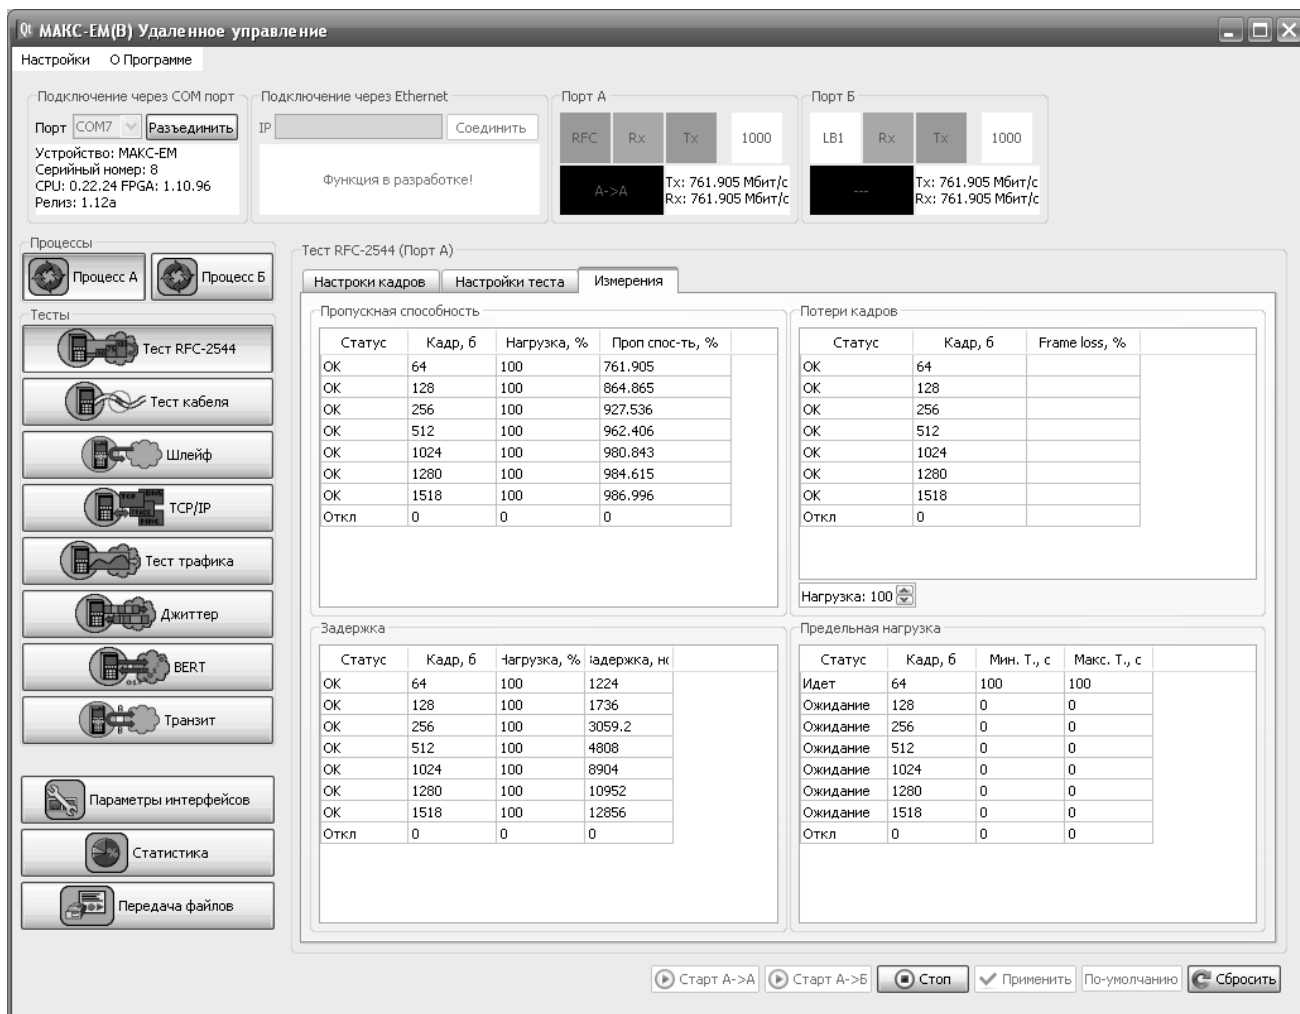 Qt МАКС-ЕМ(В) Удаленное управление
Настройки О Программе
Подключение через COM порт
Порт COM7 Разъединить
Устройство: МАКС-ЕМ
Серийный номер: 8
CPU: 0.22.24 FPGA: 1.10.96
Релиз: 1.12a
Подключение через Ethernet
IP Соединить
Функция в разработке!
Порт А
RFC Rx Tx 1000
A->A
Tx: 761.905 Мбит/с
Rx: 761.905 Мбит/с
Порт Б
LB1 Rx Tx 1000
---
Tx: 761.905 Мбит/с
Rx: 761.905 Мбит/с
Процессы
Процесс А Процесс Б
Тесты
Тест RFC-2544
Тест кабеля
Шлейф
TCP/IP
Тест трафика
Джиттер
BERT
Транзит
Параметры интерфейсов
Статистика
Передача файлов
Тест RFC-2544 (Порт А)
Настроки кадров Настройки теста Измерения
Пропускная способность
Статус Кадр, б Нагрузка, % Проп спос-ть, %
OK 64 100 761.905
OK 128 100 864.865
OK 256 100 927.536
OK 512 100 962.406
OK 1024 100 980.843
OK 1280 100 984.615
OK 1518 100 986.996
Откл 0 0 0
Потери кадров
Статус Кадр, б Frame loss, %
OK 64
OK 128
OK 256
OK 512
OK 1024
OK 1280
OK 1518
Откл 0
Нагрузка: 100
Задержка
Статус Кадр, б Нагрузка, % Задержка, нс
OK 64 100 1224
OK 128 100 1736
OK 256 100 3059.2
OK 512 100 4808
OK 1024 100 8904
OK 1280 100 10952
OK 1518 100 12856
Откл 0 0 0
Предельная нагрузка
Статус Кадр, б Мин. Т., с Макс. Т., с
Идет 64 100 100
Ожидание 128 0 0
Ожидание 256 0 0
Ожидание 512 0 0
Ожидание 1024 0 0
Ожидание 1280 0 0
Ожидание 1518 0 0
Откл 0 0 0
Старт А->А Старт А->Б Стоп Применить По-умолчанию Сбросить